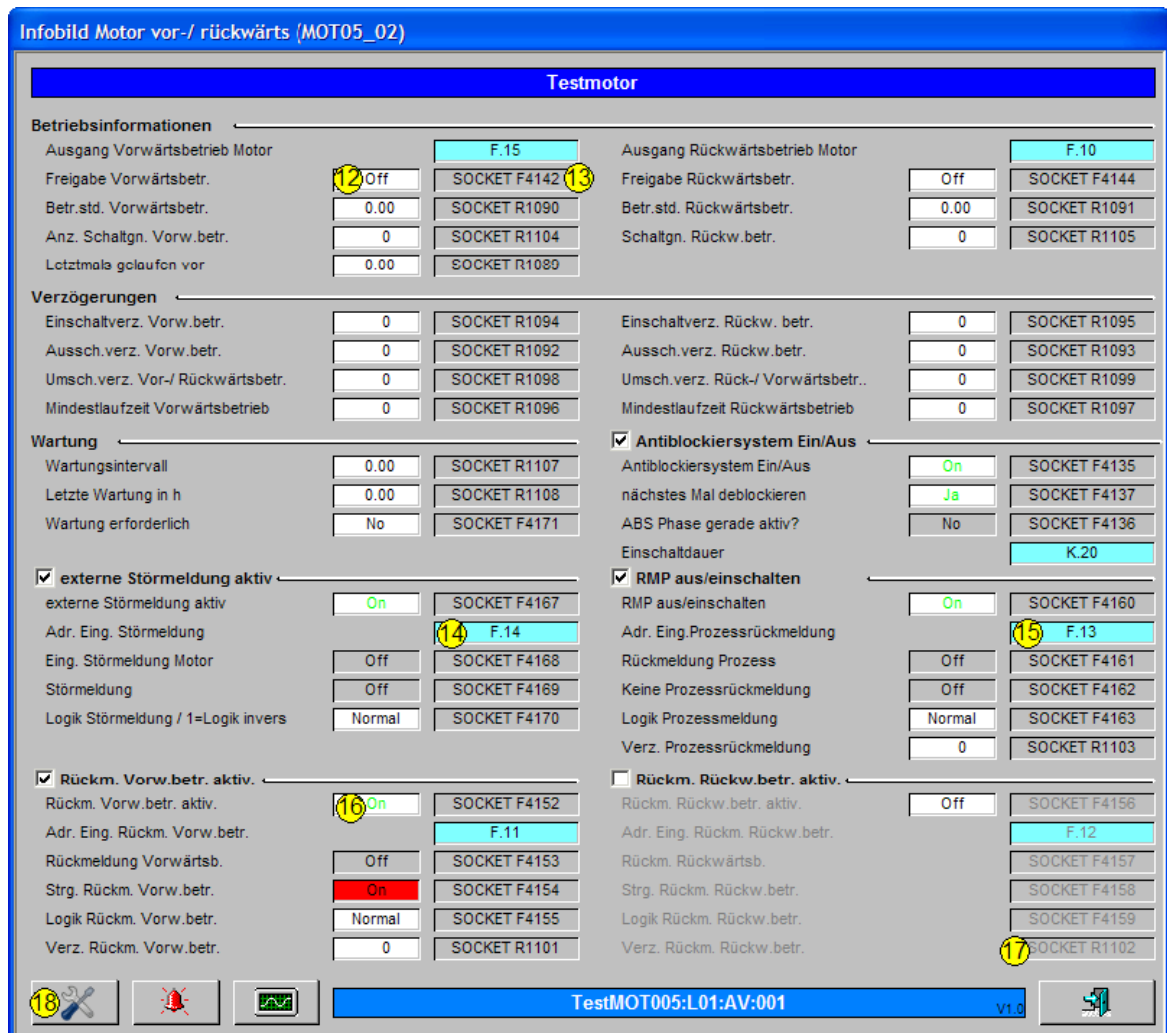 Infobild Motor vor-/ rückwärts (MOT05_02)
Testmotor
Betriebsinformationen
Ausgang Vorwärtsbetrieb Motor F.15 Ausgang Rückwärtsbetrieb Motor F.10
Freigabe Vorwärtsbetr. 12 Off SOCKET F4142 13 Freigabe Rückwärtsbetr. Off SOCKET F4144
Betr.std. Vorwärtsbetr. 0.00 SOCKET R1090 Betr.std. Rückwärtsbetr. 0.00 SOCKET R1091
Anz. Schaltgn. Vorw.betr. 0 SOCKET R1104 Schaltgn. Rückw.betr. 0 SOCKET R1105
Letztmals gelaufen vor 0.00 SOCKET R1089
Verzögerungen
Einschaltverz. Vorw.betr. 0 SOCKET R1094 Einschaltverz. Rückw. betr. 0 SOCKET R1095
Aussch.verz. Vorw.betr. 0 SOCKET R1092 Aussch.verz. Rückw.betr. 0 SOCKET R1093
Umsch.verz. Vor-/ Rückwärtsbetr. 0 SOCKET R1098 Umsch.verz. Rück-/ Vorwärtsbetr.. 0 SOCKET R1099
Mindestlaufzeit Vorwärtsbetrieb 0 SOCKET R1096 Mindestlaufzeit Rückwärtsbetrieb 0 SOCKET R1097
Wartung Antiblockiersystem Ein/Aus
Wartungsintervall 0.00 SOCKET R1107 Antiblockiersystem Ein/Aus On SOCKET F4135
Letzte Wartung in h 0.00 SOCKET R1108 nächstes Mal deblockieren Ja SOCKET F4137
Wartung erforderlich No SOCKET F4171 ABS Phase gerade aktiv? No SOCKET F4136
Einschaltdauer K.20
externe Störmeldung aktiv RMP aus/einschalten
externe Störmeldung aktiv On SOCKET F4167 RMP aus/einschalten On SOCKET F4160
Adr. Eing. Störmeldung 14 F.14 Adr. Eing.Prozessrückmeldung 15 F.13
Eing. Störmeldung Motor Off SOCKET F4168 Rückmeldung Prozess Off SOCKET F4161
Störmeldung Off SOCKET F4169 Keine Prozessrückmeldung Off SOCKET F4162
Logik Störmeldung / 1=Logik invers Normal SOCKET F4170 Logik Prozessmeldung Normal SOCKET F4163
Verz. Prozessrückmeldung 0 SOCKET R1103
Rückm. Vorw.betr. aktiv. Rückm. Rückw.betr. aktiv.
Rückm. Vorw.betr. aktiv. 16 On SOCKET F4152 Rückm. Rückw.betr. aktiv. Off SOCKET F4156
Adr. Eing. Rückm. Vorw.betr. F.11 Adr. Eing. Rückm. Rückw.betr. F.12
Rückmeldung Vorwärtsb. Off SOCKET F4153 Rückm. Rückwärtsb. SOCKET F4157
Strg. Rückm. Vorw.betr. On SOCKET F4154 Strg. Rückm. Rückw.betr. SOCKET F4158
Logik Rückm. Vorw.betr. Normal SOCKET F4155 Logik Rückm. Rückw.betr. SOCKET F4159
Verz. Rückm. Vorw.betr. 0 SOCKET R1101 Verz. Rückm. Rückw.betr. 17 SOCKET R1102
18 TestMOT005:L01:AV:001 V1.0